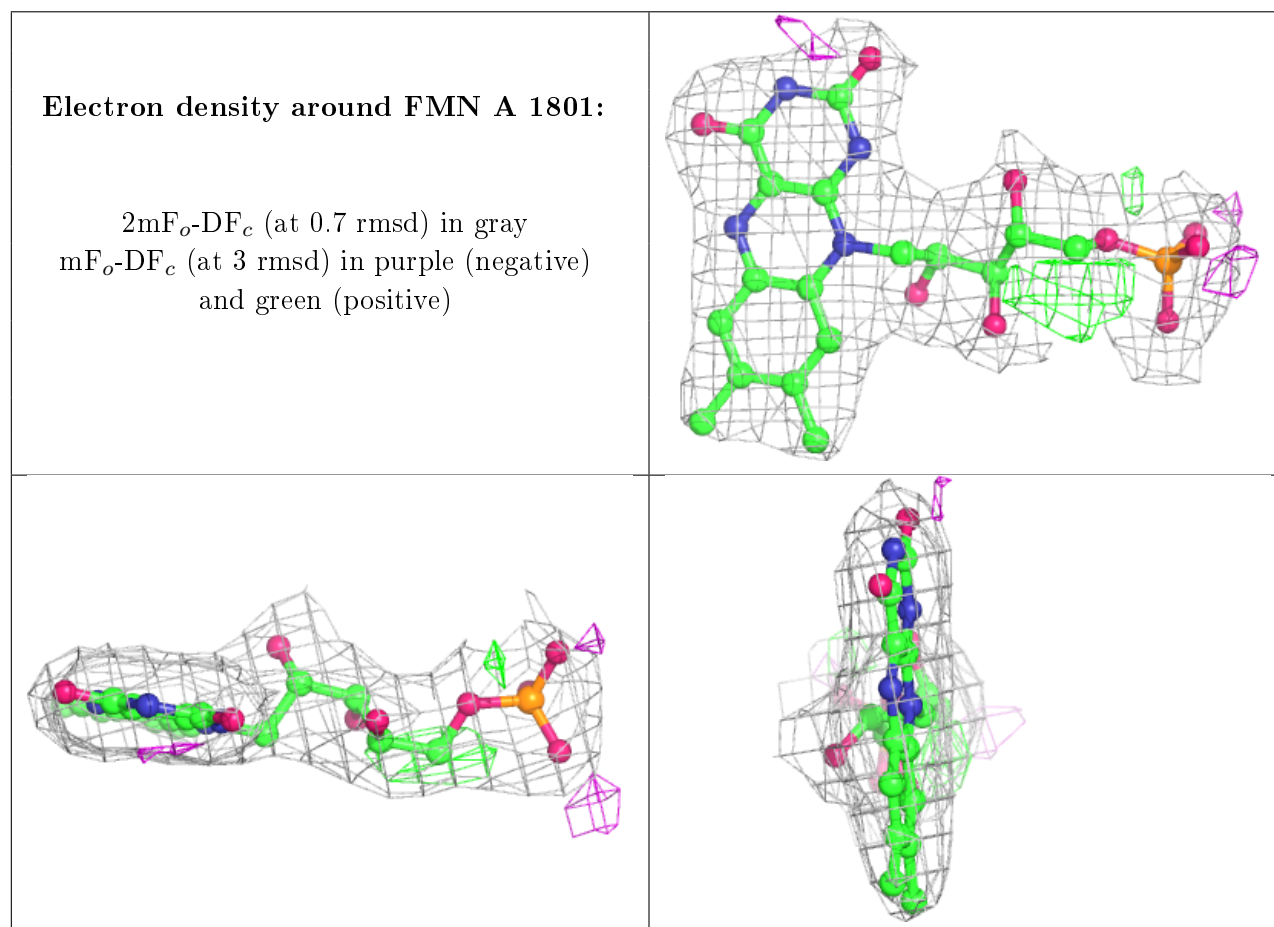 Electron density around FMN A 1801:
2mFo-DFc (at 0.7 rmsd) in gray
mFo-DFc (at 3 rmsd) in purple (negative)
and green (positive)